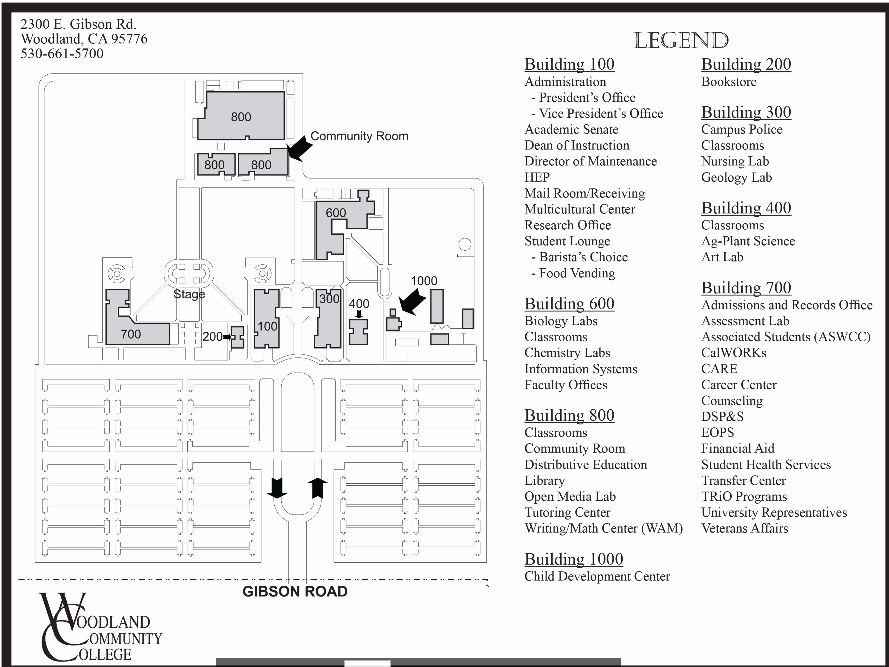 2300 E. Gibson Rd.
Woodland, CA 95776
530-661-5700
800
Community Room
800
800
600
1000
Stage
300
400
700
200
100
GIBSON ROAD
WOODLAND
COMMUNITY
COLLEGE
LEGEND
Building 100
Administration
- President's Office
- Vice President's Office
Academic Senate
Dean of Instruction
Director of Maintenance
HEP
Mail Room/Receiving
Multicultural Center
Research Office
Student Lounge
- Barista's Choice
- Food Vending
Building 600
Biology Labs
Classrooms
Chemistry Labs
Information Systems
Faculty Offices
Building 800
Classrooms
Community Room
Distributive Education
Library
Open Media Lab
Tutoring Center
Writing/Math Center (WAM)
Building 1000
Child Development Center
Building 200
Bookstore
Building 300
Campus Police
Classrooms
Nursing Lab
Geology Lab
Building 400
Classrooms
Ag-Plant Science
Art Lab
Building 700
Admissions and Records Office
Assessment Lab
Associated Students (ASWCC)
CalWORKs
CARE
Career Center
Counseling
DSP&S
EOPS
Financial Aid
Student Health Services
Transfer Center
TRiO Programs
University Representatives
Veterans Affairs